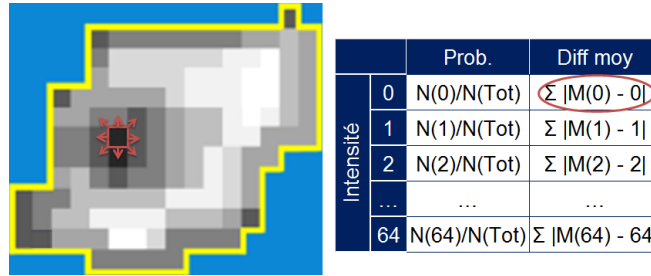 Prob. Diff moy
Intensité
0 N(0)/N(Tot) Σ |M(0) - 0|
1 N(1)/N(Tot) Σ |M(1) - 1|
2 N(2)/N(Tot) Σ |M(2) - 2|
... ... ...
64 N(64)/N(Tot) Σ |M(64) - 64